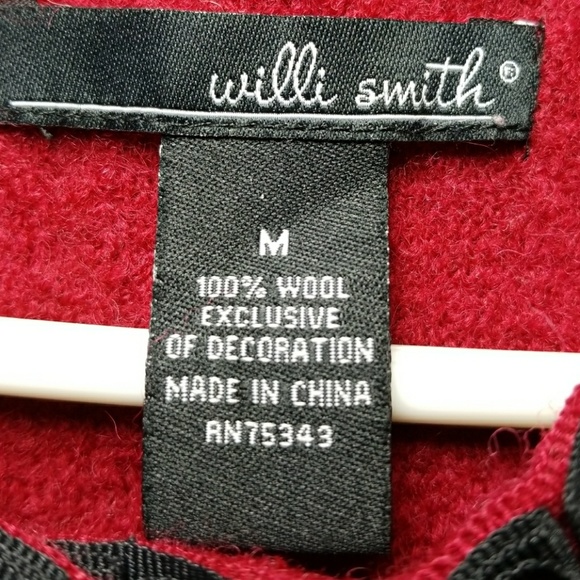 willi smith®
M
100% WOOL
EXCLUSIVE
OF DECORATION
MADE IN CHINA
RN75343